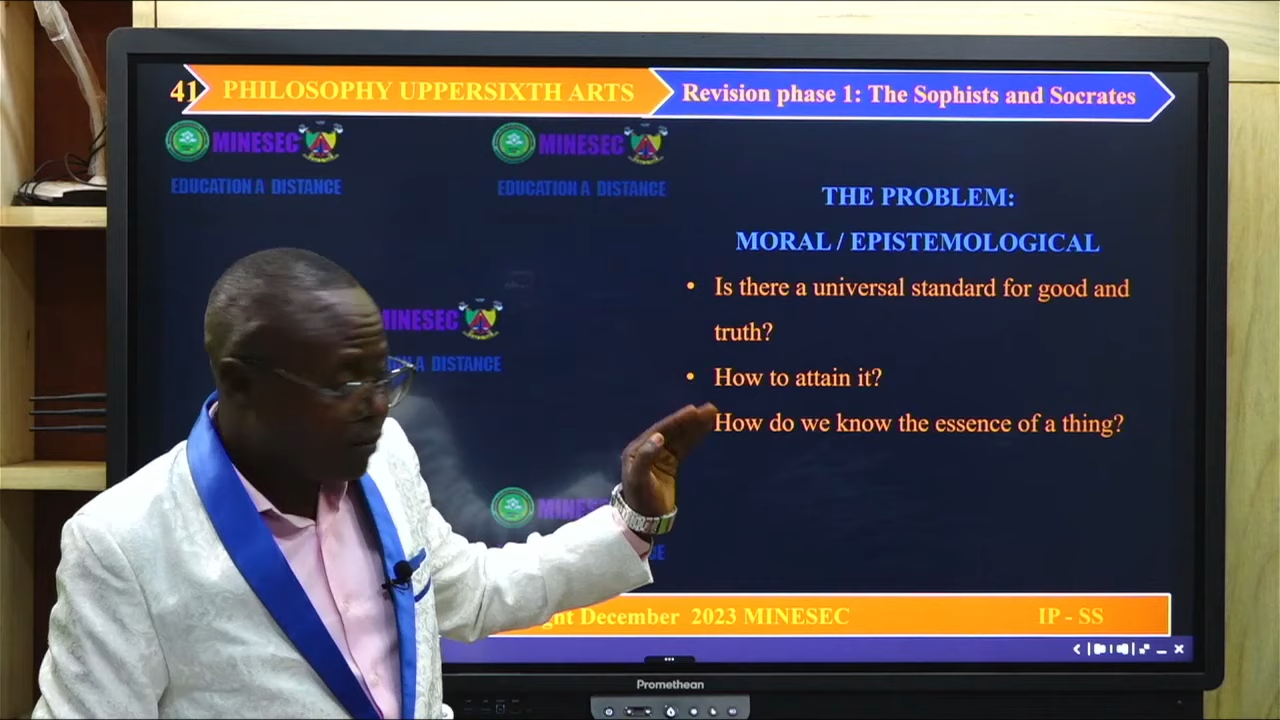 41 PHILOSOPHY UPPERSIXTH ARTS Revision phase 1: The Sophists and Socrates
MINESEC MINESEC
EDUCATION A DISTANCE EDUCATION A DISTANCE
THE PROBLEM:
MORAL / EPISTEMOLOGICAL
• Is there a universal standard for good and
truth?
• How to attain it?
How do we know the essence of a thing?
MINESEC
A DISTANCE
December 2023 MINESEC IP - SS
Promethean